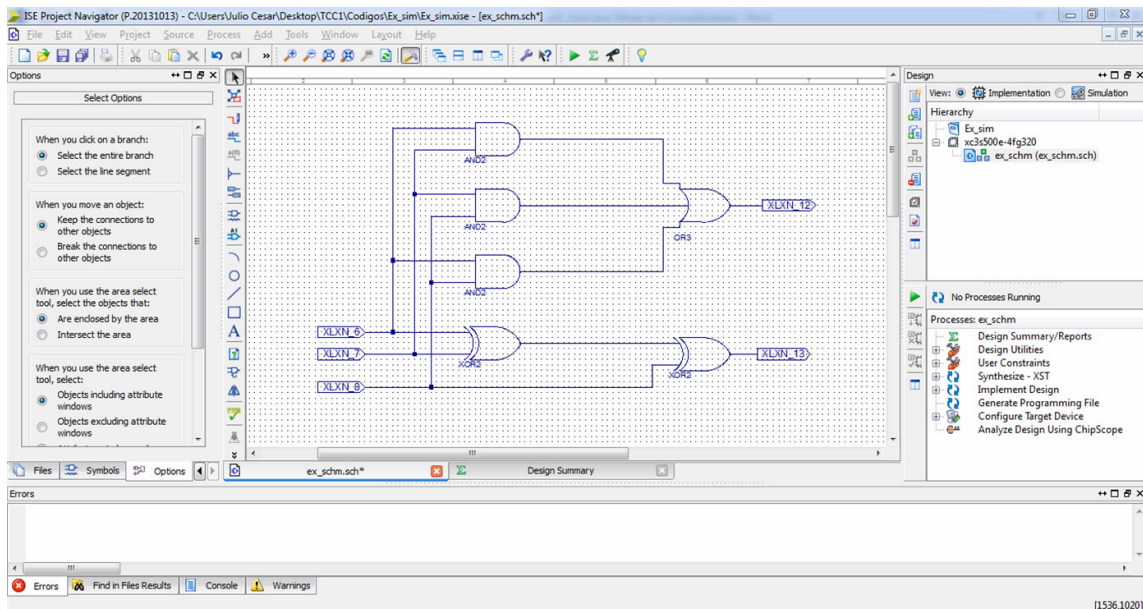 ISE Project Navigator (P.20131013) - C:\Users\Julio Cesar\Desktop\TCC1\Codigos\Ex_sim\Ex_sim.xise - [ex_schm.sch*]
File Edit View Project Source Process Add Tools Window Layout Help
Options
Select Options
When you click on a branch:
Select the entire branch
Select the line segment
When you move an object:
Keep the connections to
other objects
Break the connections to
other objects
When you use the area select
tool, select the objects that:
Are enclosed by the area
Intersect the area
When you use the area select
tool, select:
Objects including attribute
windows
Objects excluding attribute
windows
Files Symbols Options
AND2
AND2
AND2
OR3
XLXN_12
XLXN_6
XLXN_7
XLXN_8
XOR2
XOR2
XLXN_13
ex_schm.sch*
Design Summary
Design
View: Implementation Simulation
Hierarchy
Ex_sim
xc3s500e-4fg320
ex_schm (ex_schm.sch)
No Processes Running
Processes: ex_schm
Design Summary/Reports
Design Utilities
User Constraints
Synthesize - XST
Implement Design
Generate Programming File
Configure Target Device
Analyze Design Using ChipScope
Errors
Errors Find in Files Results Console Warnings
[1536,1020]